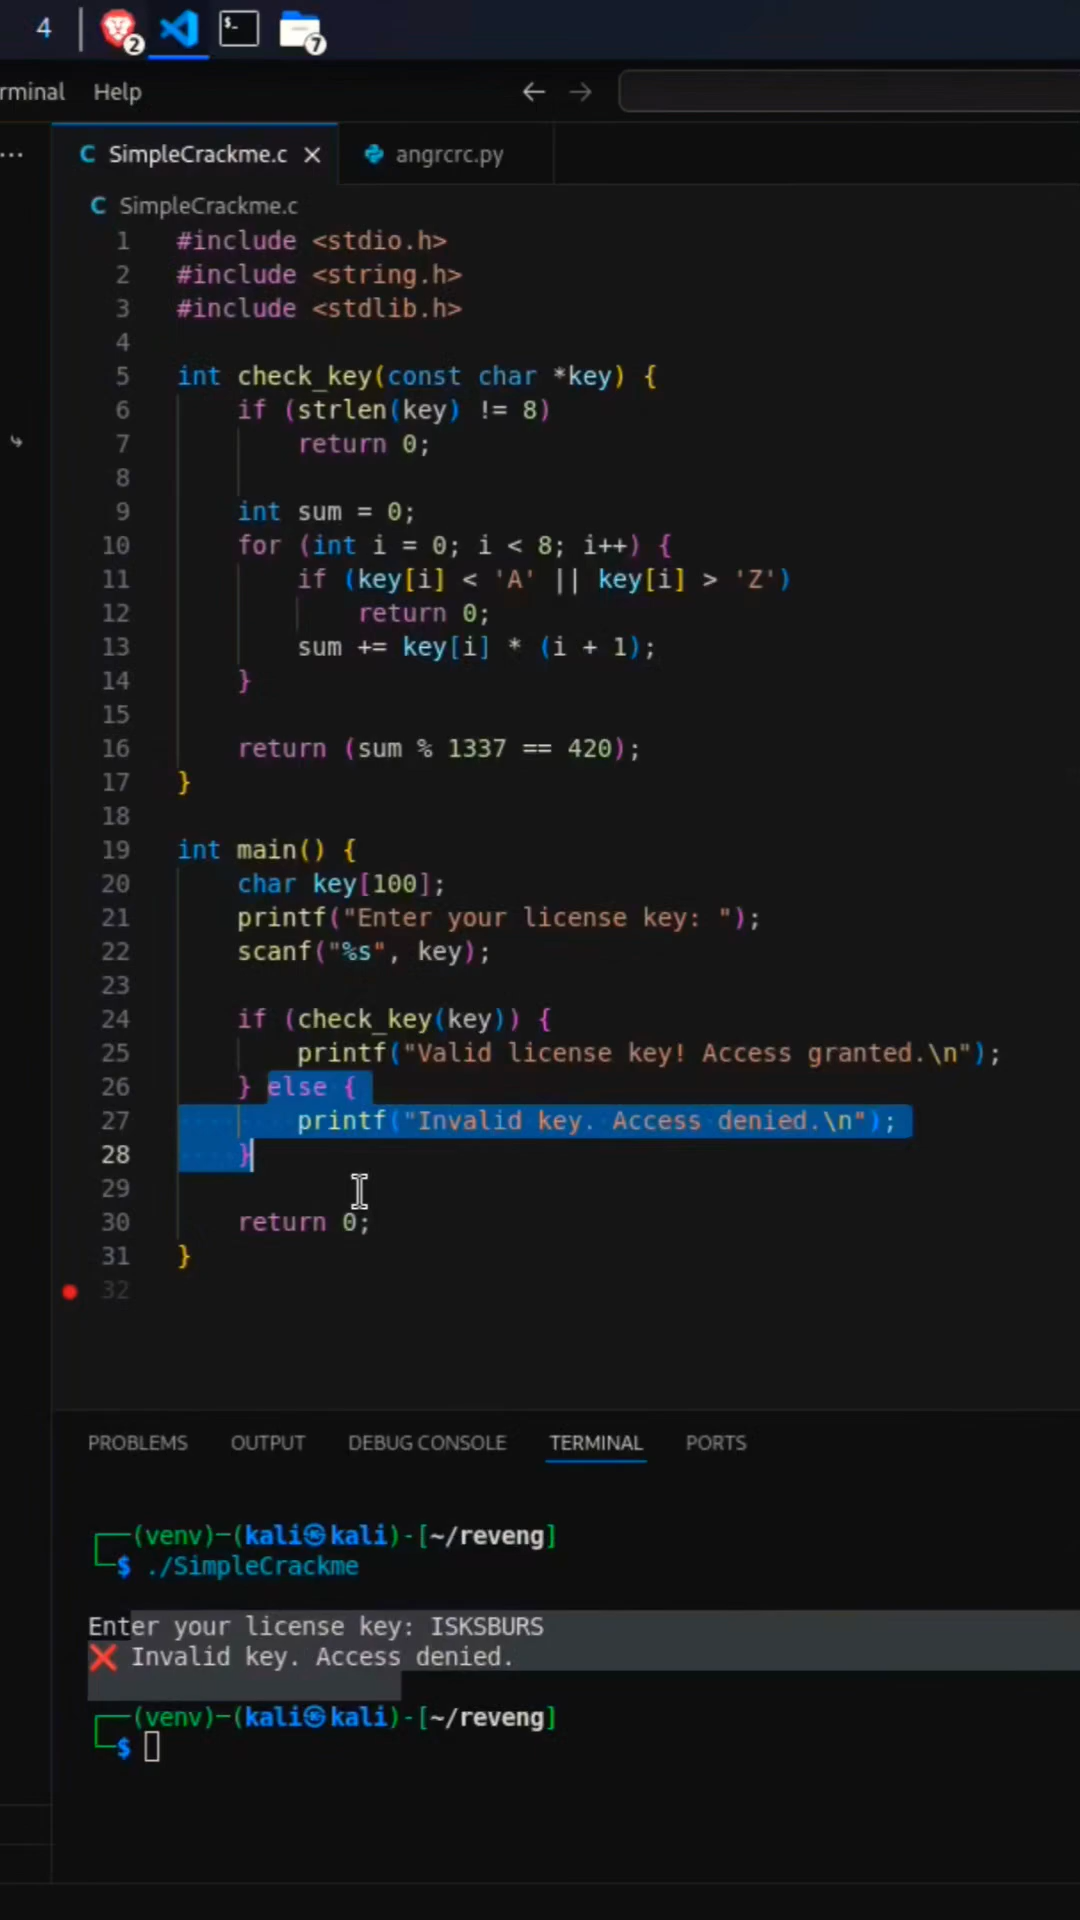 4
2
7
rminal Help
SimpleCrackme.c
angrcrc.py
SimpleCrackme.c
1 #include <stdio.h>
2 #include <string.h>
3 #include <stdlib.h>
4
5 int check_key(const char *key) {
6     if (strlen(key) != 8)
7         return 0;
8
9     int sum = 0;
10     for (int i = 0; i < 8; i++) {
11         if (key[i] < 'A' || key[i] > 'Z')
12             return 0;
13         sum += key[i] * (i + 1);
14     }
15
16     return (sum % 1337 == 420);
17 }
18
19 int main() {
20     char key[100];
21     printf("Enter your license key: ");
22     scanf("%s", key);
23
24     if (check_key(key)) {
25         printf("Valid license key! Access granted.\n");
26     } else {
27         printf("Invalid key. Access denied.\n");
28     }
29
30     return 0;
31 }
32
PROBLEMS OUTPUT DEBUG CONSOLE TERMINAL PORTS
┌──(venv)─(kali㉿kali)-[~/reveng]
└─$ ./SimpleCrackme
Enter your license key: ISKSBURS
❌ Invalid key. Access denied.
┌──(venv)─(kali㉿kali)-[~/reveng]
└─$